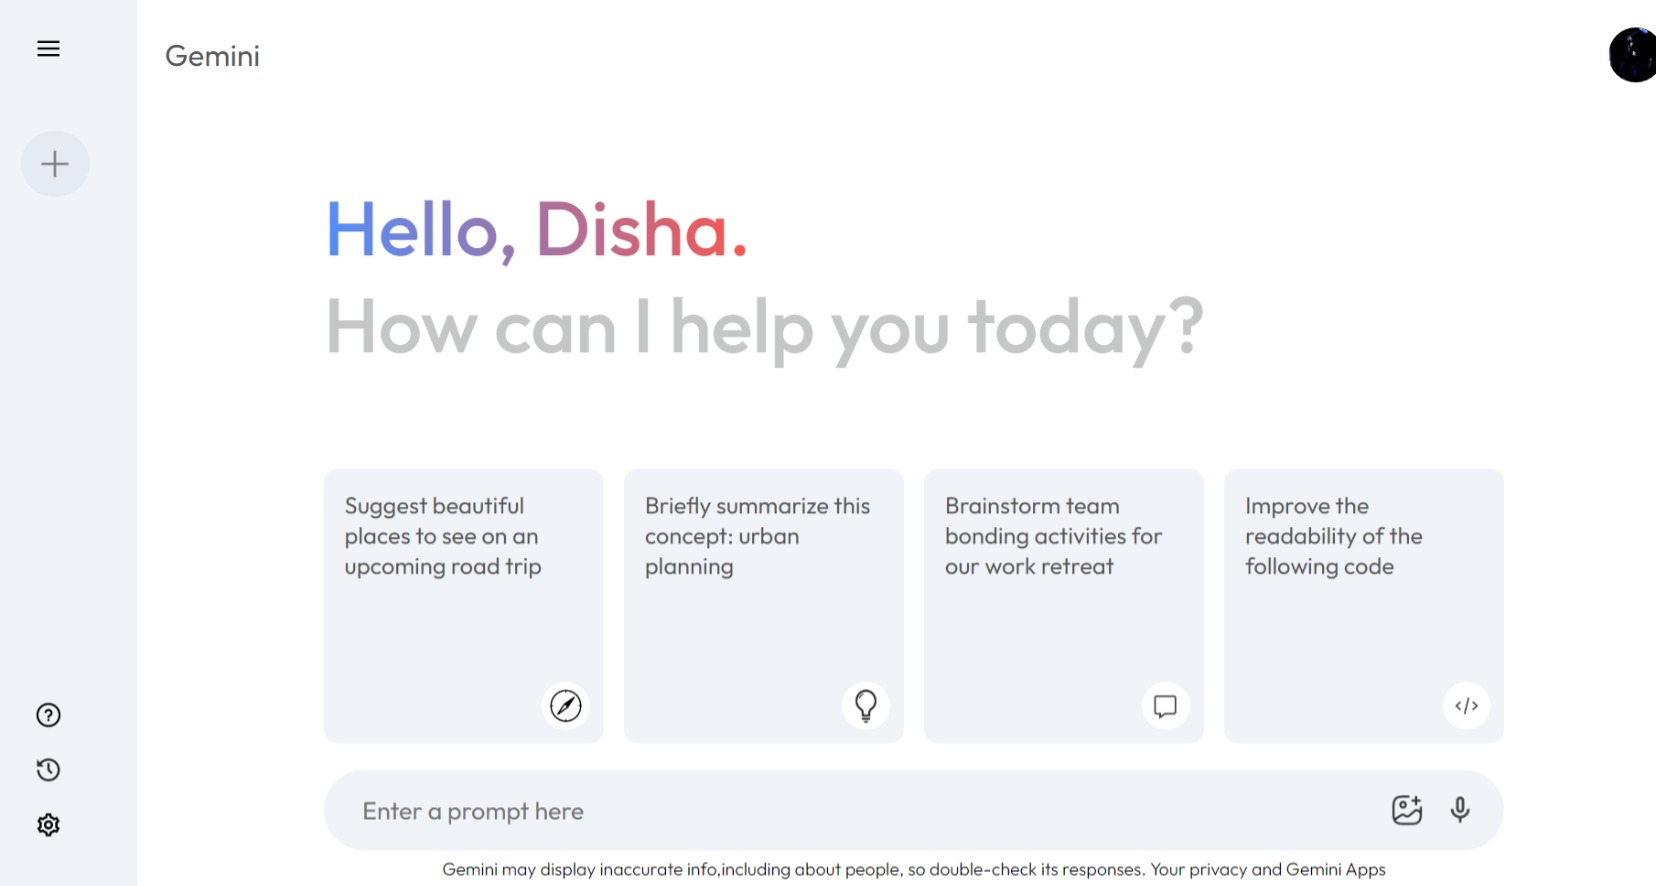 Gemini
Hello, Disha.
How can I help you today?
Suggest beautiful
places to see on an
upcoming road trip
Briefly summarize this
concept: urban
planning
Brainstorm team
bonding activities for
our work retreat
Improve the
readability of the
following code
Enter a prompt here
Gemini may display inaccurate info,including about people, so double-check its responses. Your privacy and Gemini Apps